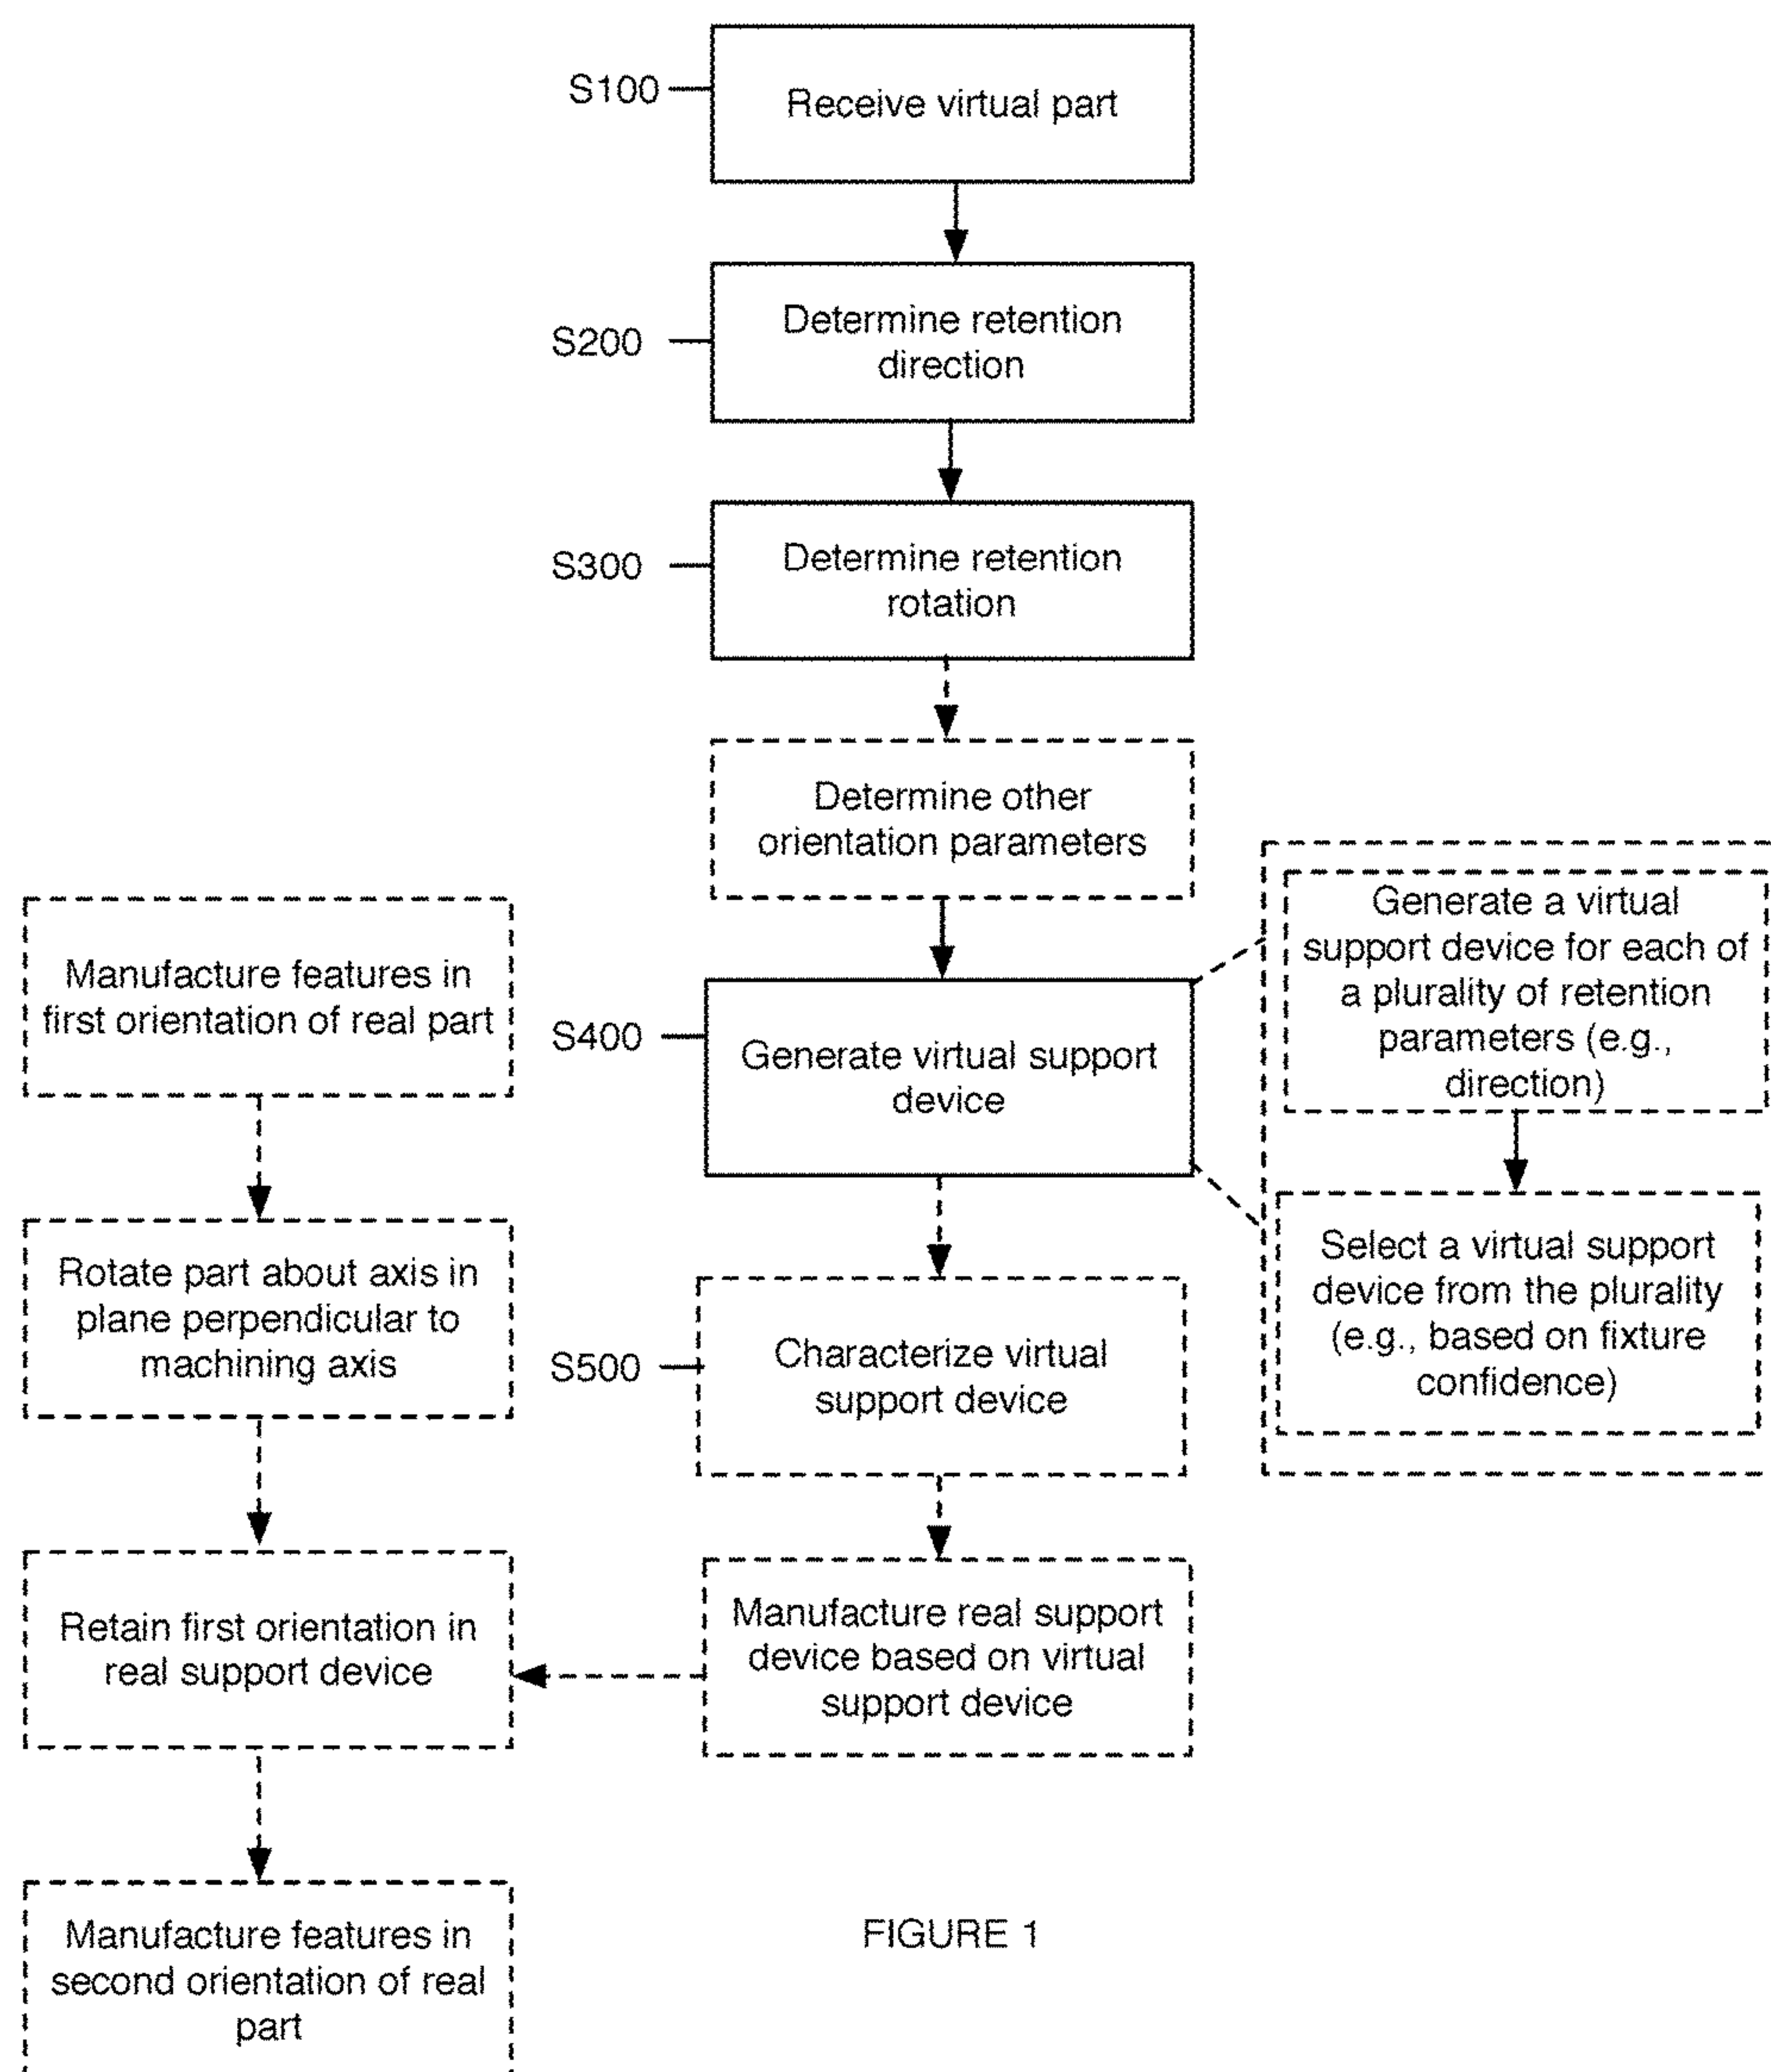 S100
Receive virtual part
S200
Determine retention
direction
S300
Determine retention
rotation
Determine other
orientation parameters
S400
Generate virtual support
device
Generate a virtual
support device for each of
a plurality of retention
parameters (e.g.,
direction)
Select a virtual support
device from the plurality
(e.g., based on fixture
confidence)
S500
Characterize virtual
support device
Manufacture real support
device based on virtual
support device
Manufacture features in
first orientation of real part
Rotate part about axis in
plane perpendicular to
machining axis
Retain first orientation in
real support device
Manufacture features in
second orientation of real
part
FIGURE 1